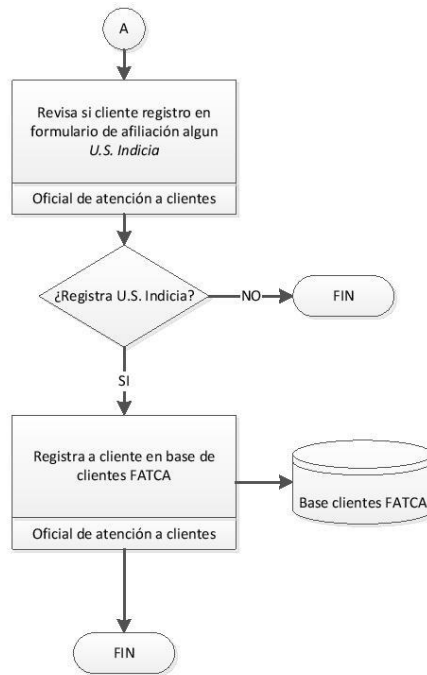 A
Revisa si cliente registro en
formulario de afiliación algun
U.S. Indicia
Oficial de atención a clientes
¿Registra U.S. Indicia?
NO
FIN
SI
Registra a cliente en base de
clientes FATCA
Base clientes FATCA
Oficial de atención a clientes
FIN